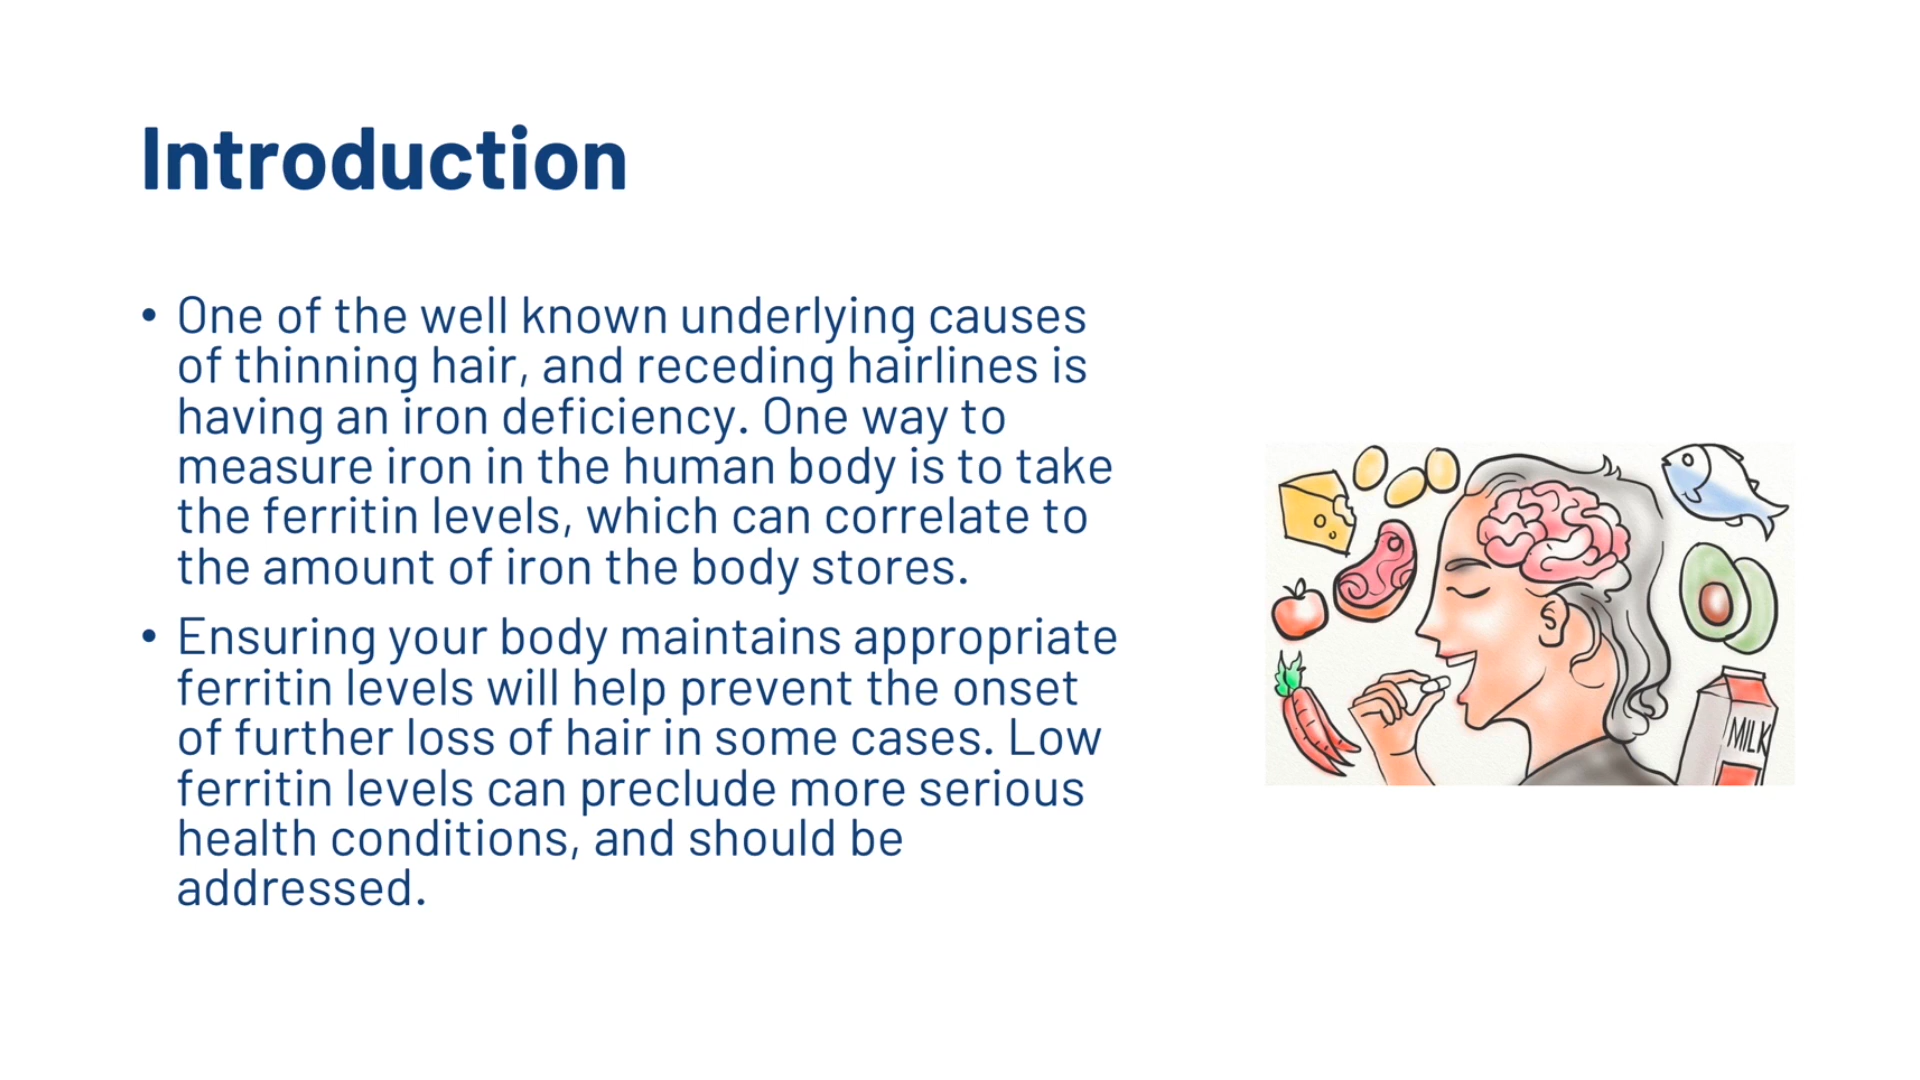 Introduction
• One of the well known underlying causes
of thinning hair, and receding hairlines is
having an iron deficiency. One way to
measure iron in the human body is to take
the ferritin levels, which can correlate to
the amount of iron the body stores.
• Ensuring your body maintains appropriate
ferritin levels will help prevent the onset
of further loss of hair in some cases. Low
ferritin levels can preclude more serious
health conditions, and should be
addressed.
MILK